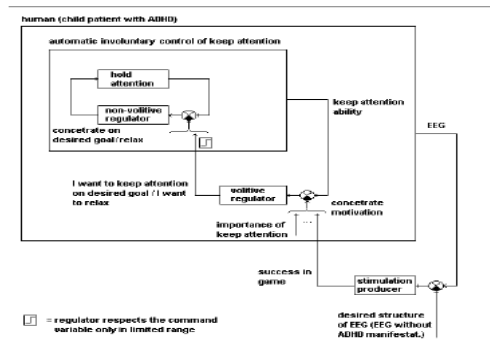 human (child patient with ADHD)
automatic involuntary control of keep attention
hold
attention
non-volitive
regulator
concetrate on
desired goal/relax
keep attention
ability
EEG
I want to keep attention
on desired goal / I want
to relax
volitive
regulator
concetrate
motivation
importance of
keep attention
...
success in
game
stimulation
producer
desired structure
of EEG (EEG without
ADHD manifestat.)
= regulator respects the command
variable only in limited range